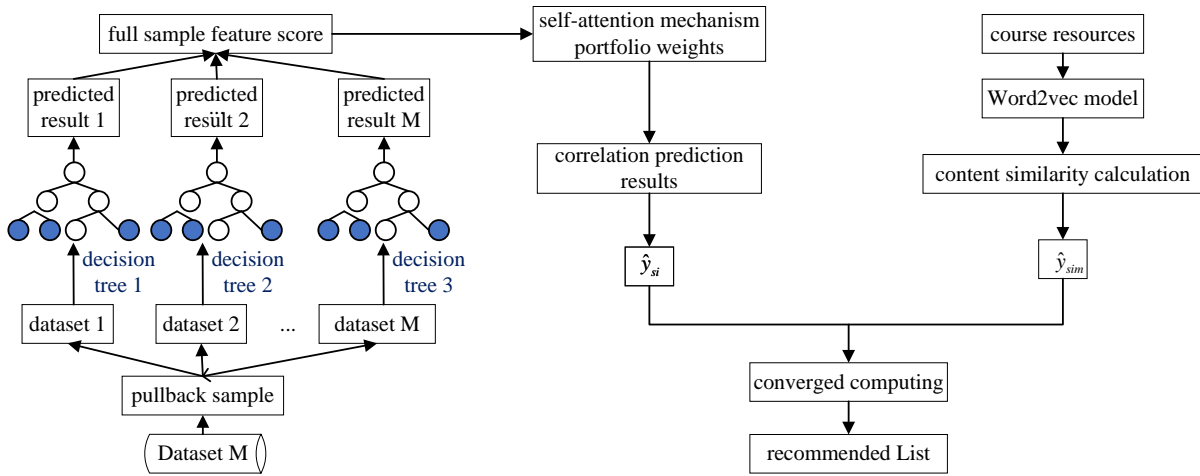 full sample feature score
self-attention mechanism
portfolio weights
course resources
predicted
result 1
predicted
result 2
predicted
result M
Word2vec model
correlation prediction
results
content similarity calculation
decision
tree 1
decision
tree 2
decision
tree 3
ŷsi
ŷsim
dataset 1
dataset 2
...
dataset M
pullback sample
converged computing
Dataset M
recommended List